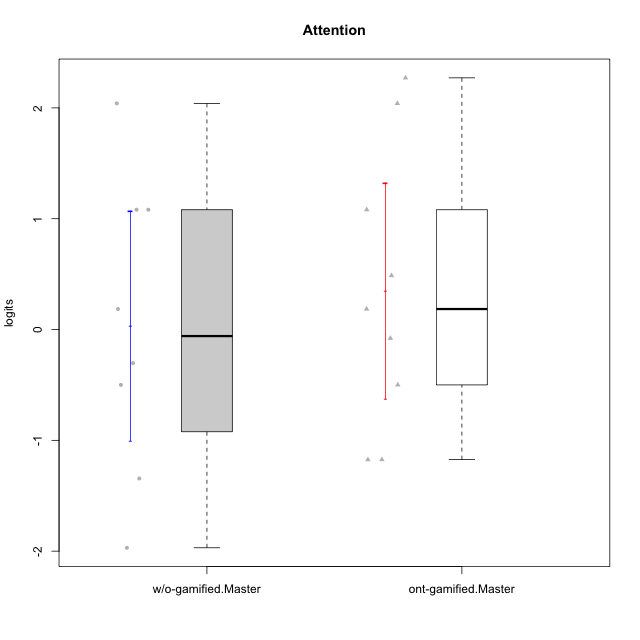 Attention
logits
2
1
0
-1
-2
w/o-gamified.Master
ont-gamified.Master